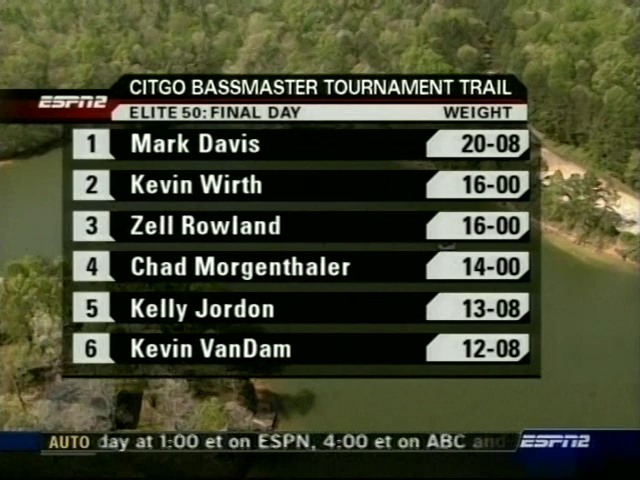 CITGO BASSMASTER TOURNAMENT TRAIL
ESPN2
ELITE 50: FINAL DAY WEIGHT
1 Mark Davis 20-08
2 Kevin Wirth 16-00
3 Zell Rowland 16-00
4 Chad Morgenthaler 14-00
5 Kelly Jordon 13-08
6 Kevin VanDam 12-08
AUTO day at 1:00 et on ESPN, 4:00 et on ABC and ESPN2